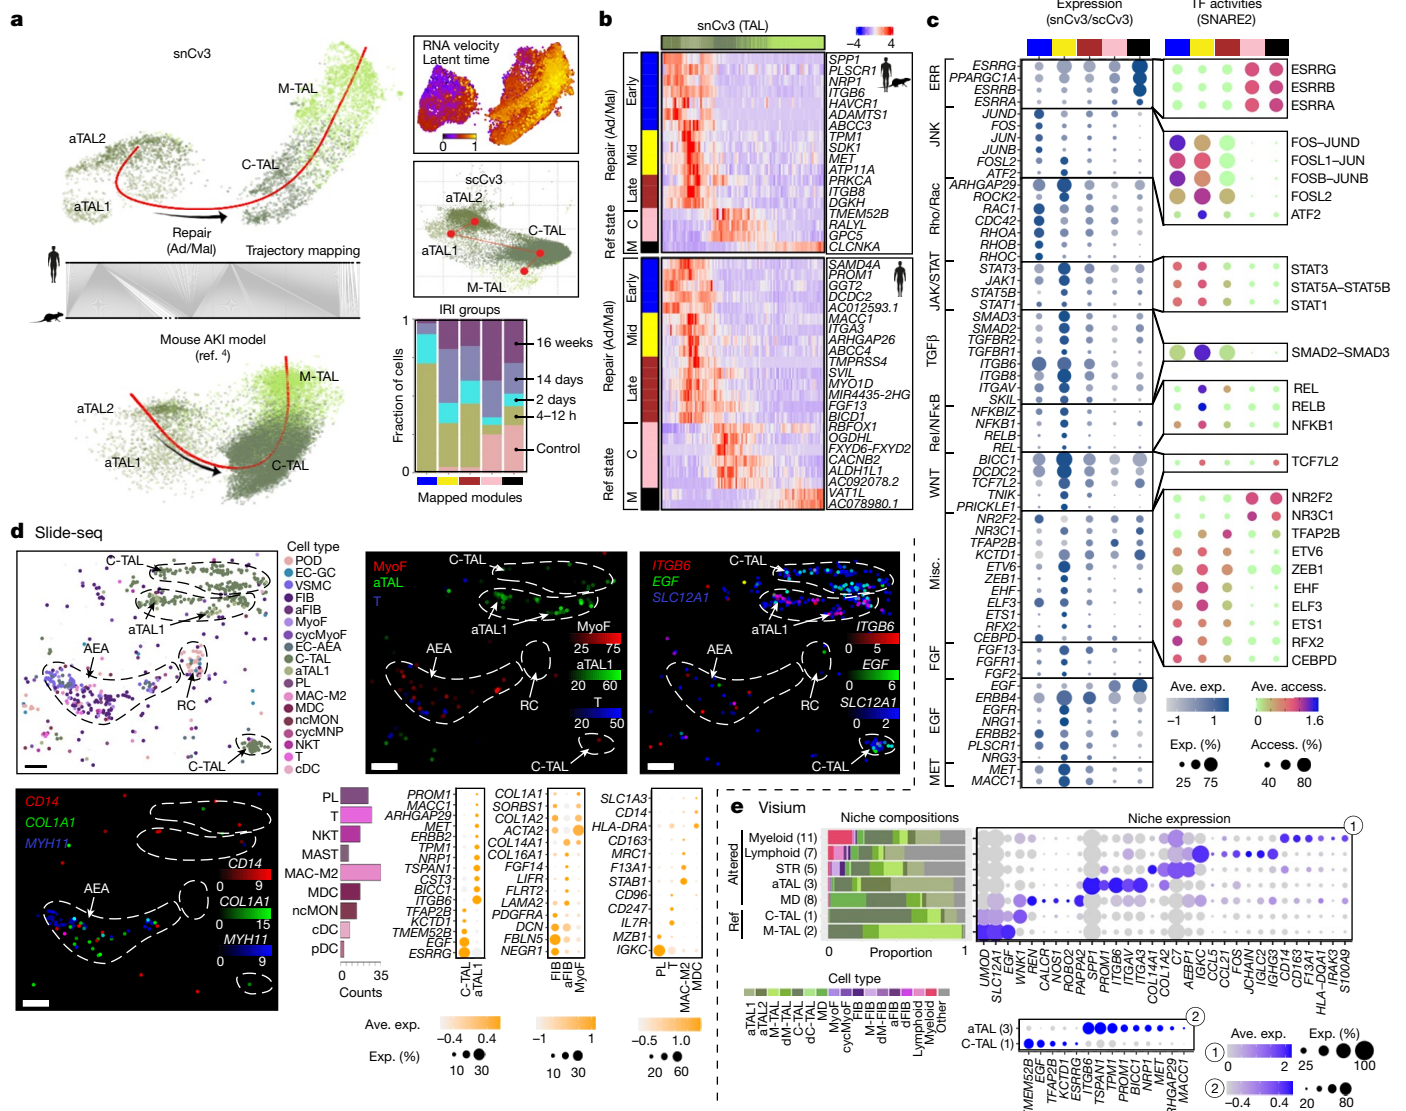 a
snCv3
M-TAL
aTAL2
C-TAL
aTAL1
Repair
(Ad/Mal)
Trajectory mapping
Mouse AKI model
(ref. 4)
M-TAL
aTAL2
aTAL1
C-TAL
RNA velocity
Latent time
0 1
scCv3
aTAL2
C-TAL
aTAL1
M-TAL
IRI groups
1
Fraction of cells
0
16 weeks
14 days
2 days
4–12 h
Control
Mapped modules
b
snCv3 (TAL)
−4 4
Repair (Ad/Mal)
Early
Mid
Late
Ref state
C
M
SPP1
PLSCR1
NRP1
ITGB6
HAVCR1
ADAMTS1
ABCC3
TPM1
SDK1
MET
ATP11A
PRKCA
ITGB8
DGKH
TMEM52B
RALYL
GPC5
CLCNKA
Repair (Ad/Mal)
Early
Mid
Late
Ref state
C
M
SAMD4A
PROM1
GGT2
DCDC2
AC012593.1
MACC1
ITGA3
ARHGAP26
ABCC4
TMPRSS4
SVIL
MYO1D
MIR4435-2HG
FGF13
BICD1
RBFOX1
OGDHL
FXYD6-FXYD2
CACNB2
ALDH1L1
AC092078.2
VAT1L
AC078980.1
c
Expression
(snCv3/scCv3)
TF activities
(SNARE2)
ERR
ESRRG
PPARGC1A
ESRRB
ESRRA
JNK
JUND
FOS
JUN
JUNB
FOSL2
ATF2
Rho/Rac
ARHGAP29
ROCK2
RAC1
CDC42
RHOA
RHOB
RHOC
JAK/STAT
STAT3
JAK1
STAT5B
STAT1
TGFβ
SMAD3
SMAD2
TGFBR2
TGFBR1
ITGB6
ITGB8
ITGAV
SKIL
Rel/NFκB
NFKBIZ
NFKB1
RELB
REL
WNT
BICC1
DCDC2
TCF7L2
TNIK
PRICKLE1
Misc.
NR2F2
NR3C1
TFAP2B
KCTD1
ETV6
ZEB1
EHF
ELF3
ETS1
RFX2
CEBPD
FGF
FGF13
FGFR1
FGF2
EGF
EGF
ERBB4
EGFR
NRG1
ERBB2
PLSCR1
NRG3
MET
MET
MACC1
ESRRG
ESRRB
ESRRA
FOS–JUND
FOSL1–JUN
FOSB–JUNB
FOSL2
ATF2
STAT3
STAT5A–STAT5B
STAT1
SMAD2–SMAD3
REL
RELB
NFKB1
TCF7L2
NR2F2
NR3C1
TFAP2B
ETV6
ZEB1
EHF
ELF3
ETS1
RFX2
CEBPD
Ave. exp.
−1 1
Exp. (%)
25 75
Ave. access.
0 1.6
Access. (%)
40 80
d Slide-seq
C-TAL
aTAL1
AEA
RC
C-TAL
Cell type
POD
EC-GC
VSMC
FIB
aFIB
MyoF
cycMyoF
EC-AEA
C-TAL
aTAL1
PL
MAC-M2
MDC
ncMON
cycMNP
NKT
T
cDC
MyoF
aTAL
T
C-TAL
aTAL1
AEA
RC
C-TAL
MyoF
25 75
aTAL1
20 60
T
20 50
ITGB6
EGF
SLC12A1
C-TAL
aTAL1
AEA
RC
C-TAL
ITGB6
0 5
EGF
0 6
SLC12A1
0 2
CD14
COL1A1
MYH11
AEA
CD14
0 9
COL1A1
0 15
MYH11
0 9
PL
T
NKT
MAST
MAC-M2
MDC
ncMON
cDC
pDC
0 35
Counts
PROM1
MACC1
ARHGAP29
MET
ERBB2
TPM1
NRP1
TSPAN1
CST3
BICC1
ITGB6
TFAP2B
KCTD1
TMEM52B
EGF
ESRRG
C-TAL
aTAL1
Ave. exp.
−0.4 0.4
Exp. (%)
10 30
COL1A1
SORBS1
COL1A2
ACTA2
COL14A1
COL16A1
FGF14
LIFR
FLRT2
LAMA2
PDGFRA
DCN
FBLN5
NEGR1
FIB
aFIB
MyoF
−1 1
10 30
SLC1A3
CD14
HLA-DRA
CD163
MRC1
F13A1
STAB1
CD96
CD247
IL7R
MZB1
IGKC
PL
T
MAC-M2
MDC
−0.5 1.0
20 60
e Visium
Niche compositions
Altered
Ref
Myeloid (11)
Lymphoid (7)
STR (5)
aTAL (3)
MD (8)
C-TAL (1)
M-TAL (2)
0 Proportion 1
Cell type
aTAL1
aTAL2
M-TAL
dM-TAL
C-TAL
dC-TAL
MD
MyoF
cycMyoF
FIB
M-FIB
dM-FIB
aFIB
dFIB
Lymphoid
Myeloid
Other
Niche expression
1
UMOD
SLC12A1
EGF
WNK1
REN
CALCR
NOS1
ROBO2
PAPPA2
SPP1
PROM1
ITGB6
ITGAV
ITGA3
COL14A1
COL1A2
C7
AEBP1
IGKC
CCL5
CCL21
FOS
JCHAIN
IGLC2
IGHG3
CD14
CD163
F13A1
HLA-DQA1
IRAK3
S100A9
2
aTAL (3)
C-TAL (1)
TMEM52B
EGF
TFAP2B
KCTD1
ESRRG
ITGB6
TSPAN1
TPM1
PROM1
BICC1
NRP1
MET
RHGAP29
MACC1
Ave. exp.
Exp. (%)
1
0 2
25 100
2
−0.4 0.4
20 80